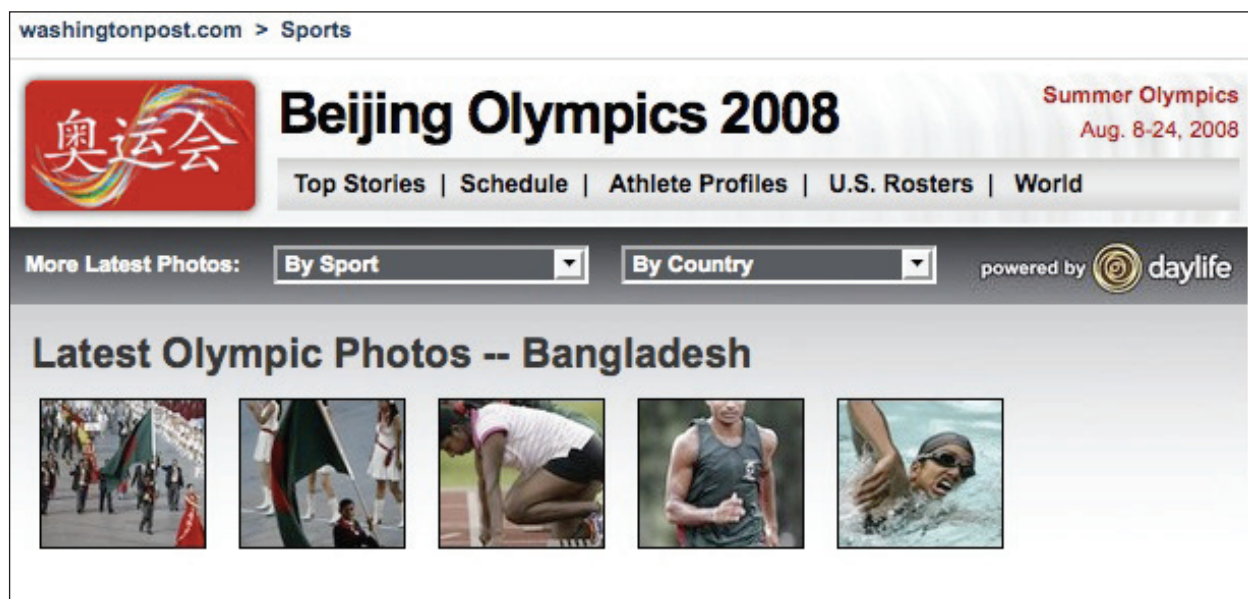 washingtonpost.com > Sports
奥运会
Beijing Olympics 2008
Summer Olympics
Aug. 8-24, 2008
Top Stories | Schedule | Athlete Profiles | U.S. Rosters | World
More Latest Photos: By Sport By Country powered by daylife
Latest Olympic Photos -- Bangladesh